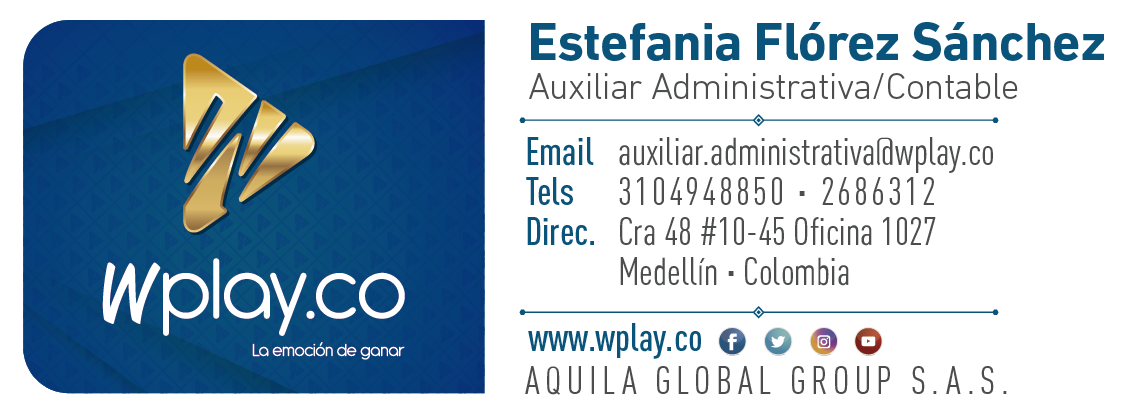 Wplay.co
La emoción de ganar
Estefania Flórez Sánchez
Auxiliar Administrativa/Contable
Email auxiliar.administrativa@wplay.co
Tels 3104948850 · 2686312
Direc. Cra 48 #10-45 Oficina 1027
Medellín · Colombia
www.wplay.co
AQUILA GLOBAL GROUP S.A.S.